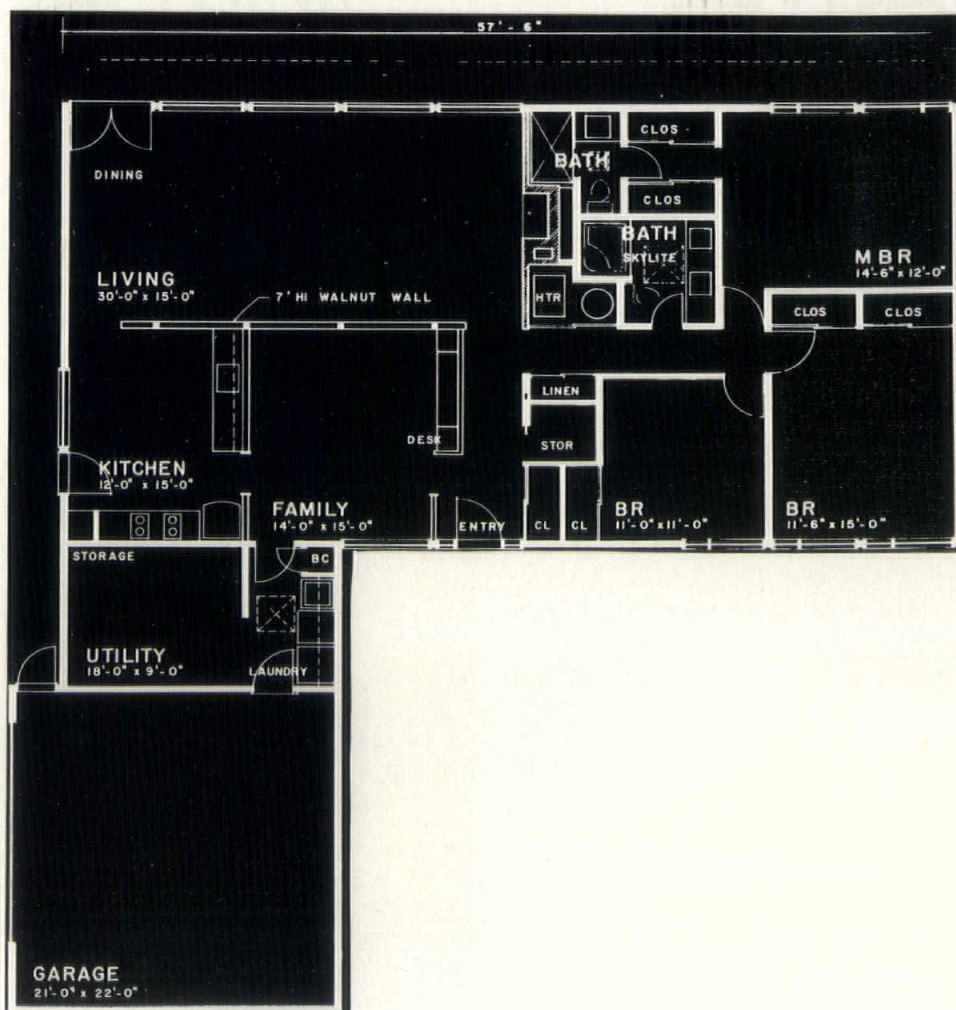 57' - 6"
CLOS
BATH
DINING
CLOS
BATH
SKYLITE
MBR
14'-6" x 12'-0"
LIVING
30'-0" x 15'-0"
7' HI WALNUT WALL
HTR
CLOS
CLOS
LINEN
DESK
STOR
KITCHEN
12'-0" x 15'-0"
FAMILY
14'-0" x 15'-0"
ENTRY
CL
CL
BR
11'-0" x 11'-0"
BR
11'-6" x 15'-0"
STORAGE
BC
UTILITY
18'-0" x 9'-0"
LAUNDRY
GARAGE
21'-0" x 22'-0"